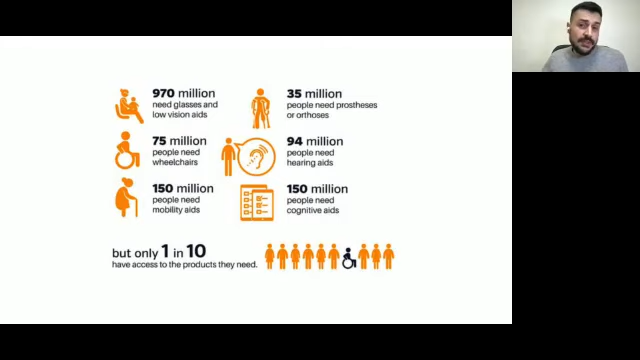 970 million
need glasses and
low vision aids
35 million
people need prostheses
or orthoses
75 million
people need
wheelchairs
94 million
people need
hearing aids
150 million
people need
mobility aids
150 million
people need
cognitive aids
but only 1 in 10
have access to the products they need.